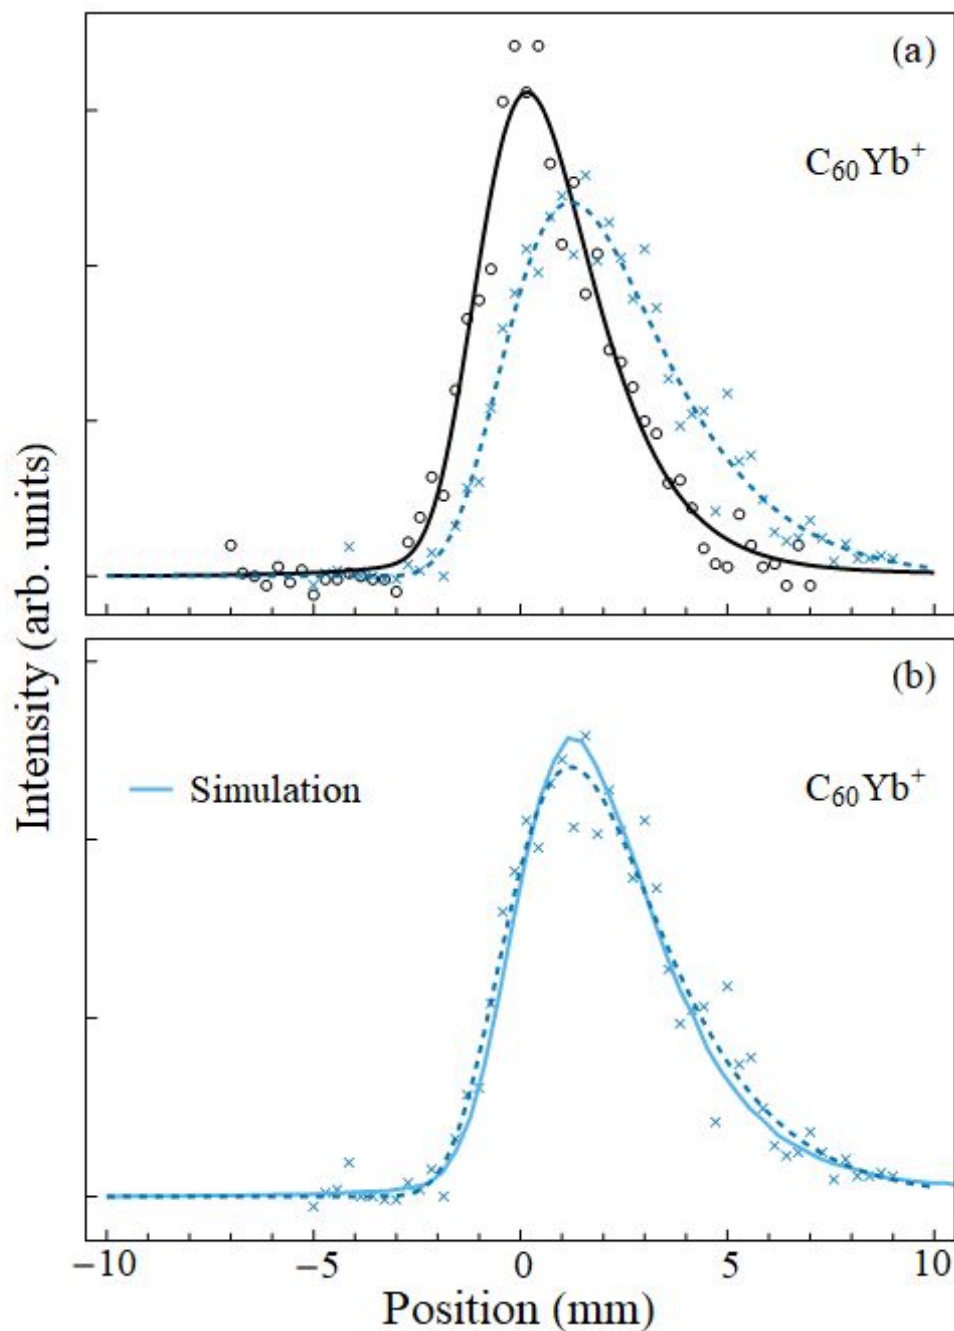 (a)
C₆₀Yb⁺
(b)
Simulation
C₆₀Yb⁺
Intensity (arb. units)
−10
−5
0
5
10
Position (mm)